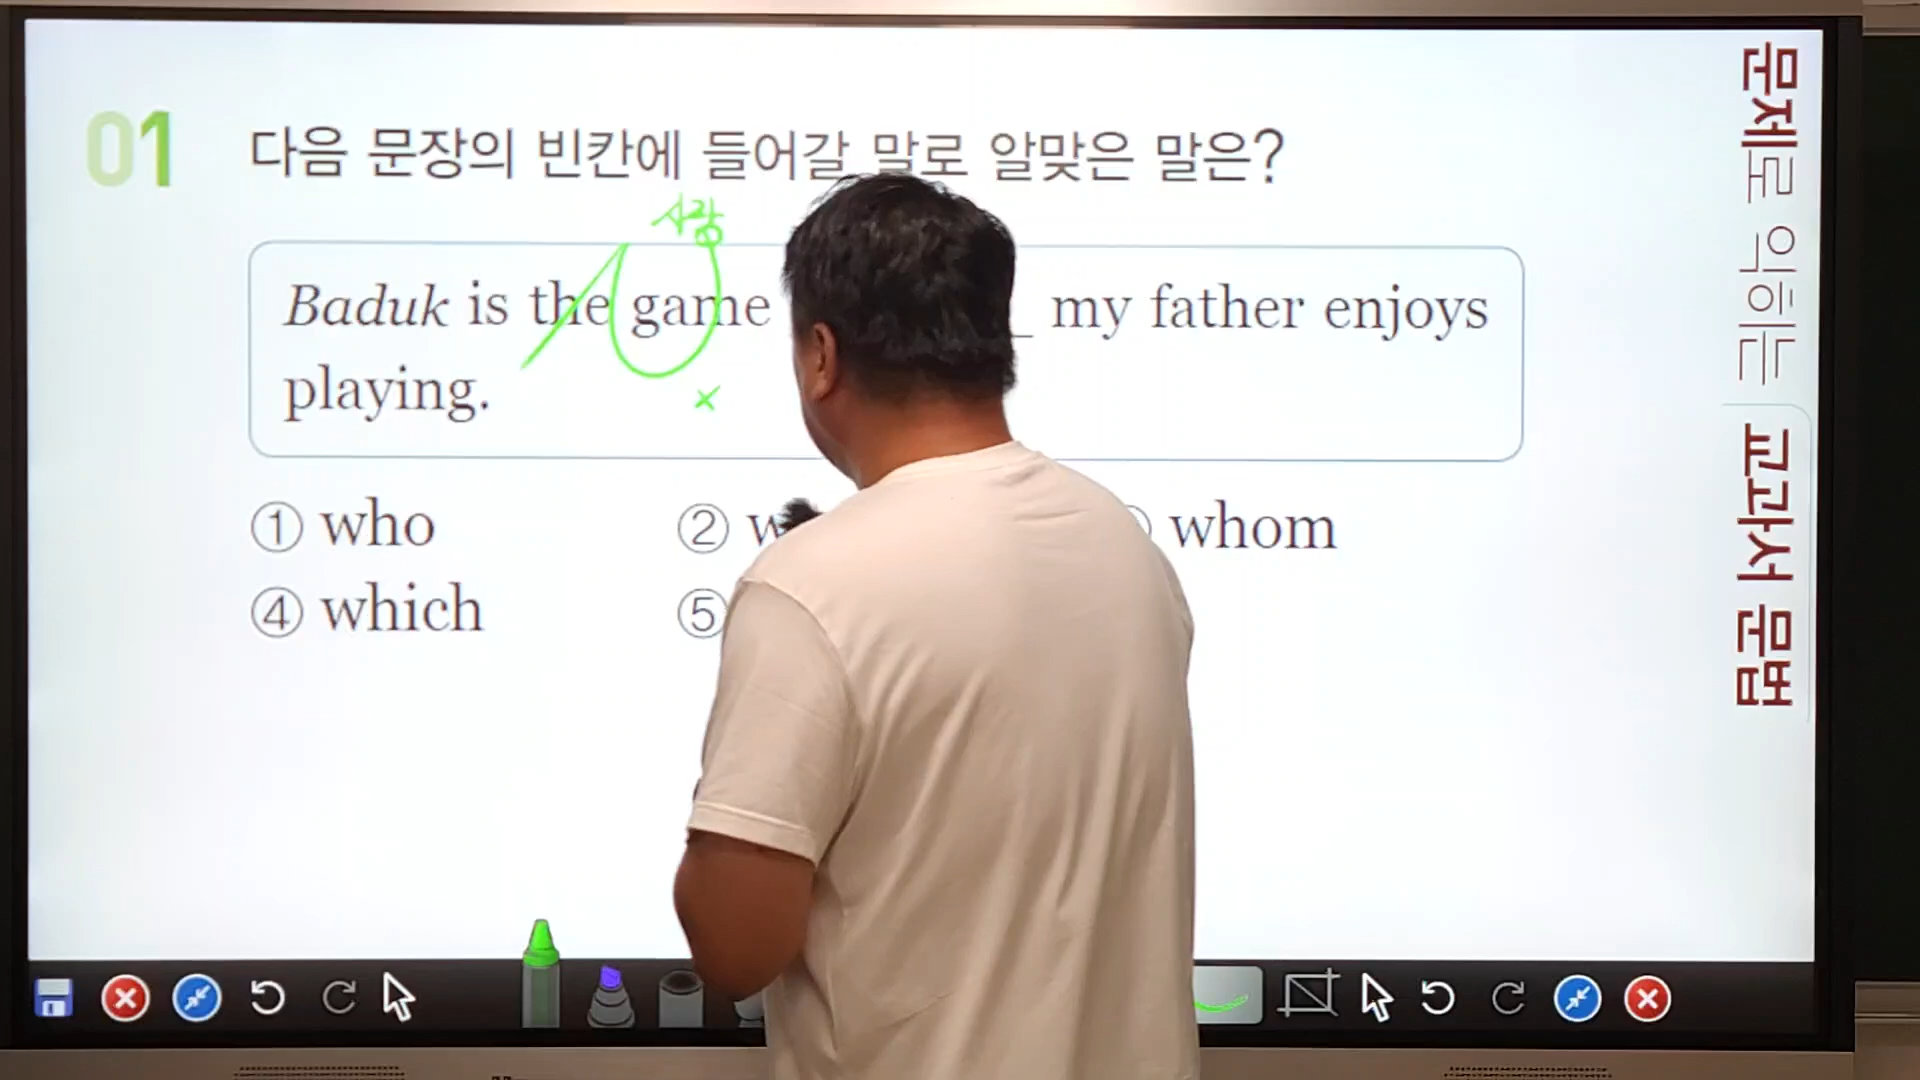 01 다음 문장의 빈칸에 들어갈 말로 알맞은 말은?
사람
Baduk is the game _ my father enjoys
playing.
×
① who ② w whom
④ which ⑤
문제로 익히는 교과서 문법